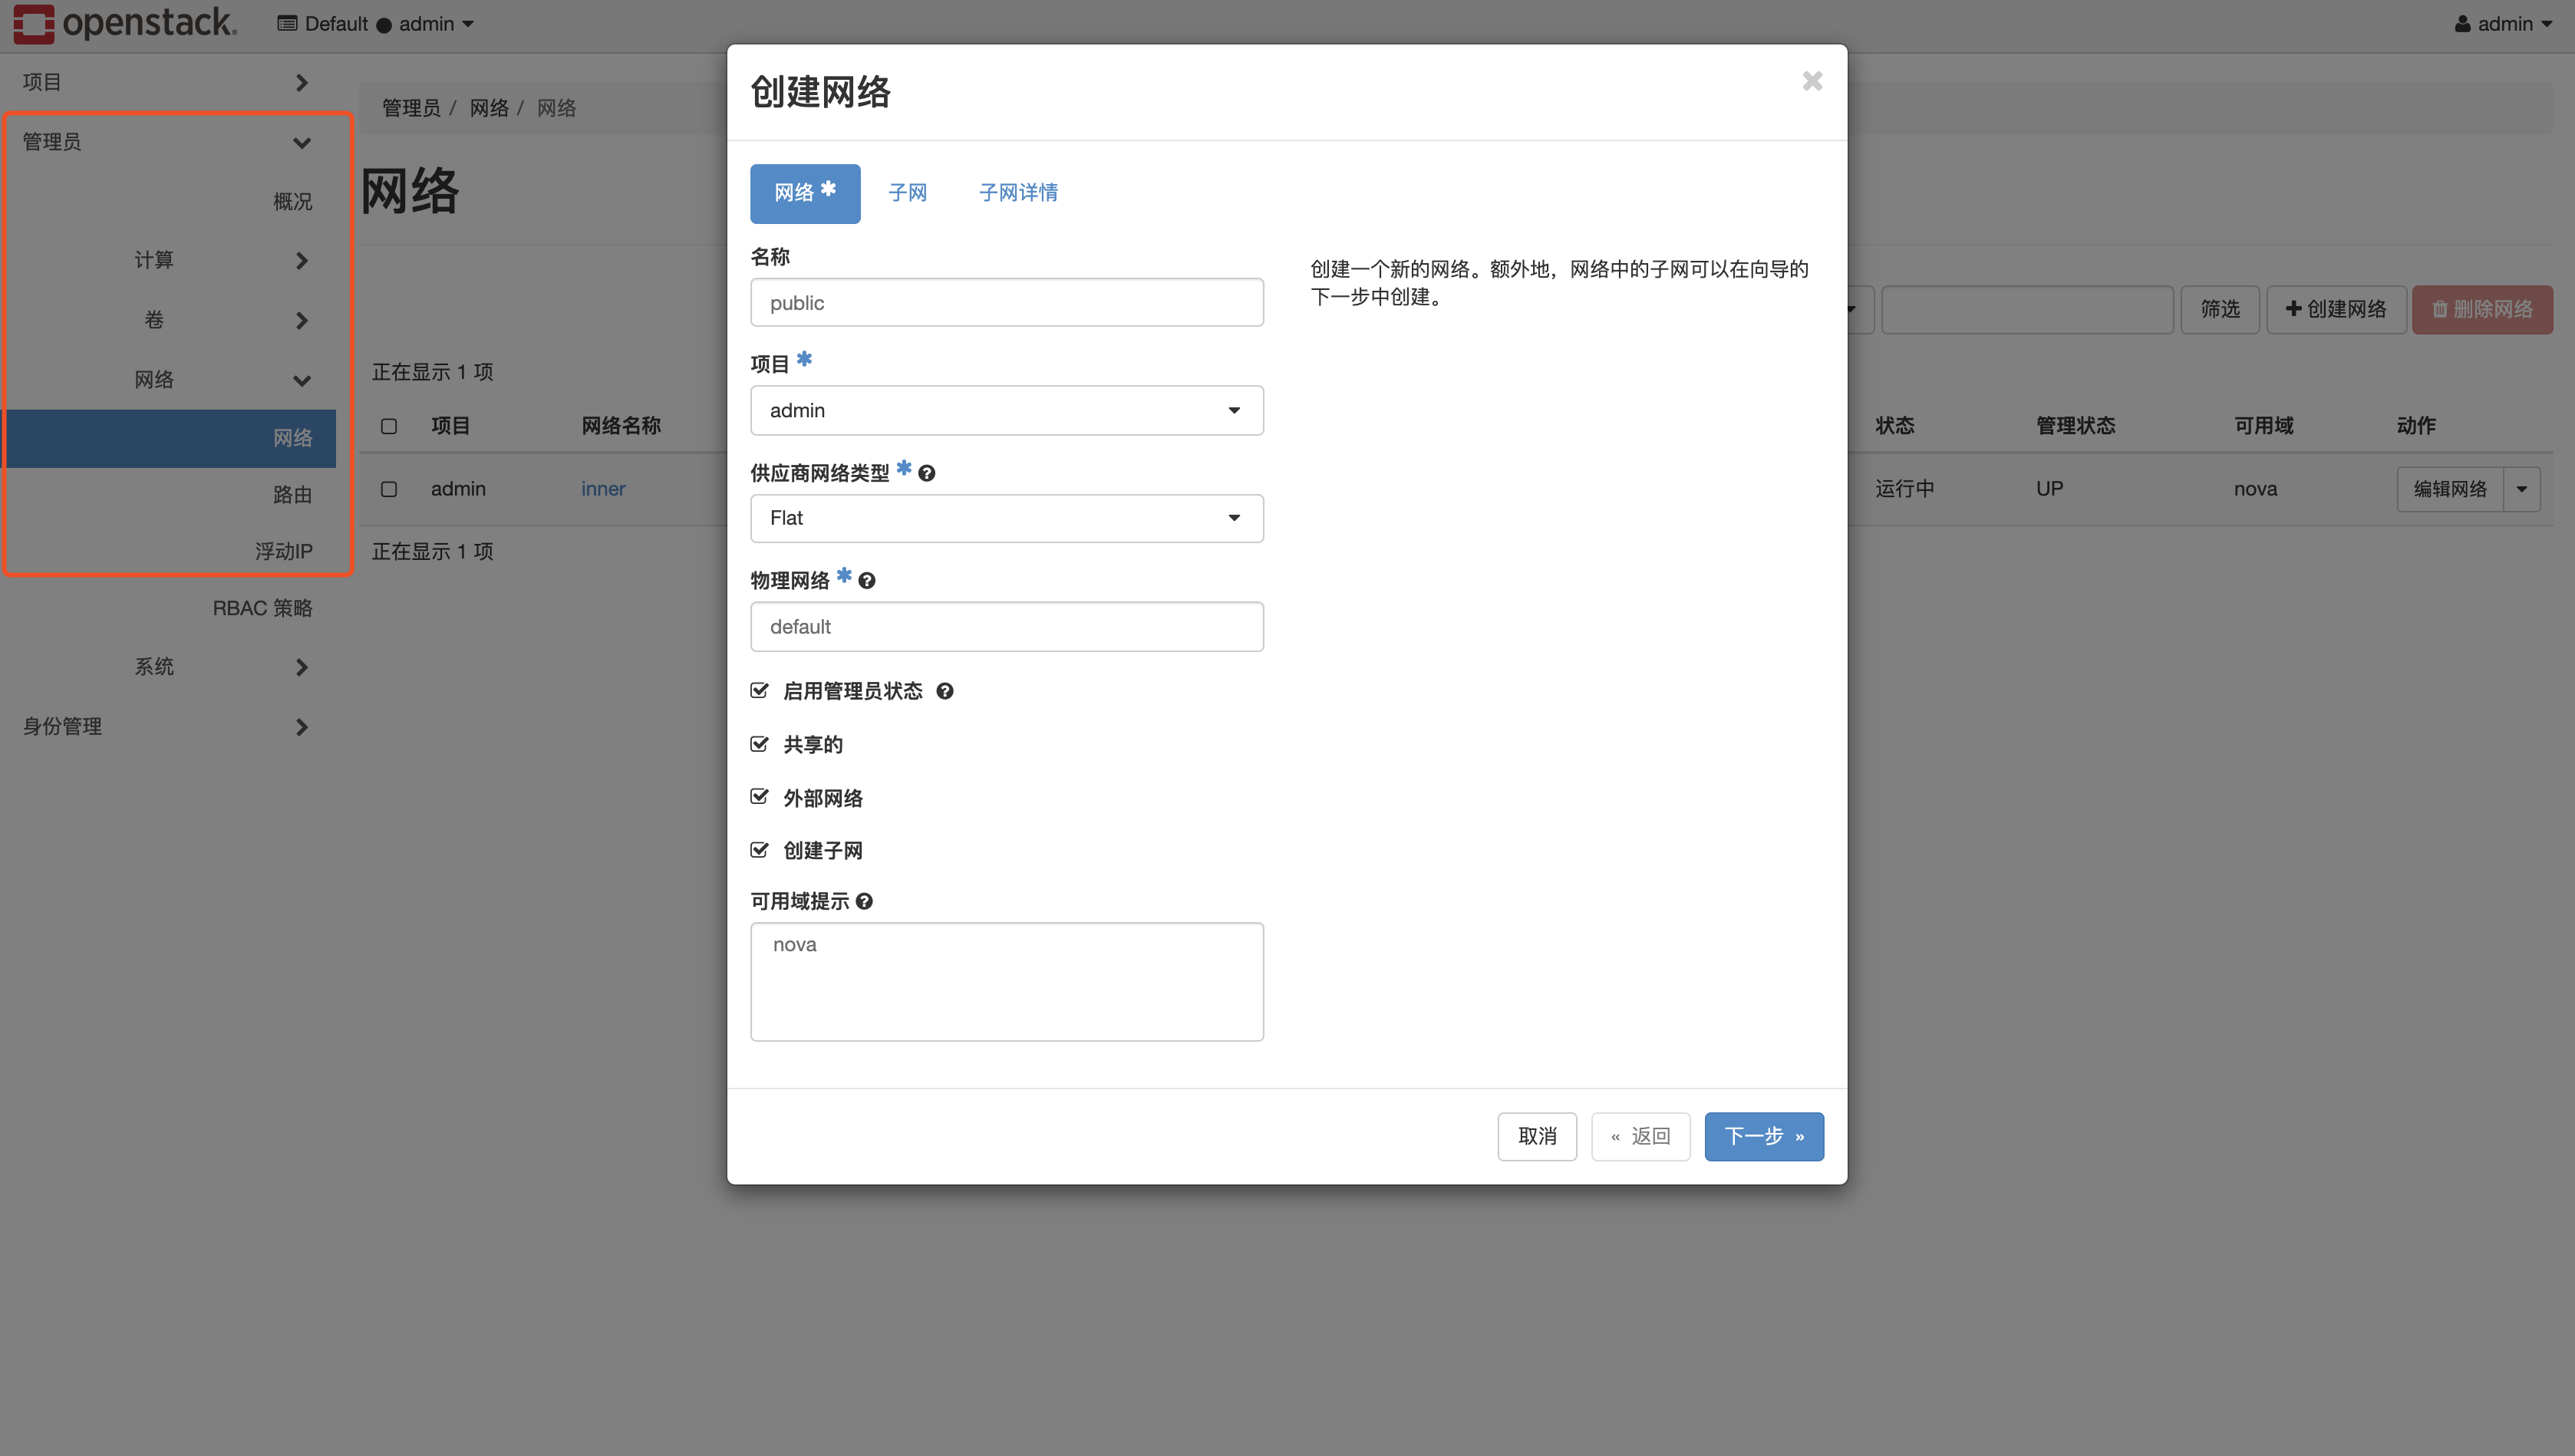 openstack.
Default ● admin
admin
项目
管理员
概况
计算
卷
网络
网络
路由
浮动IP
RBAC 策略
系统
身份管理
管理员 / 网络 / 网络
网络
筛选
创建网络
删除网络
正在显示 1 项
项目 网络名称 状态 管理状态 可用域 动作
admin inner 运行中 UP nova 编辑网络
正在显示 1 项
创建网络
网络 * 子网 子网详情
名称
public
创建一个新的网络。额外地，网络中的子网可以在向导的
下一步中创建。
项目 *
admin
供应商网络类型 *
Flat
物理网络 *
default
启用管理员状态
共享的
外部网络
创建子网
可用域提示
nova
取消
« 返回
下一步 »